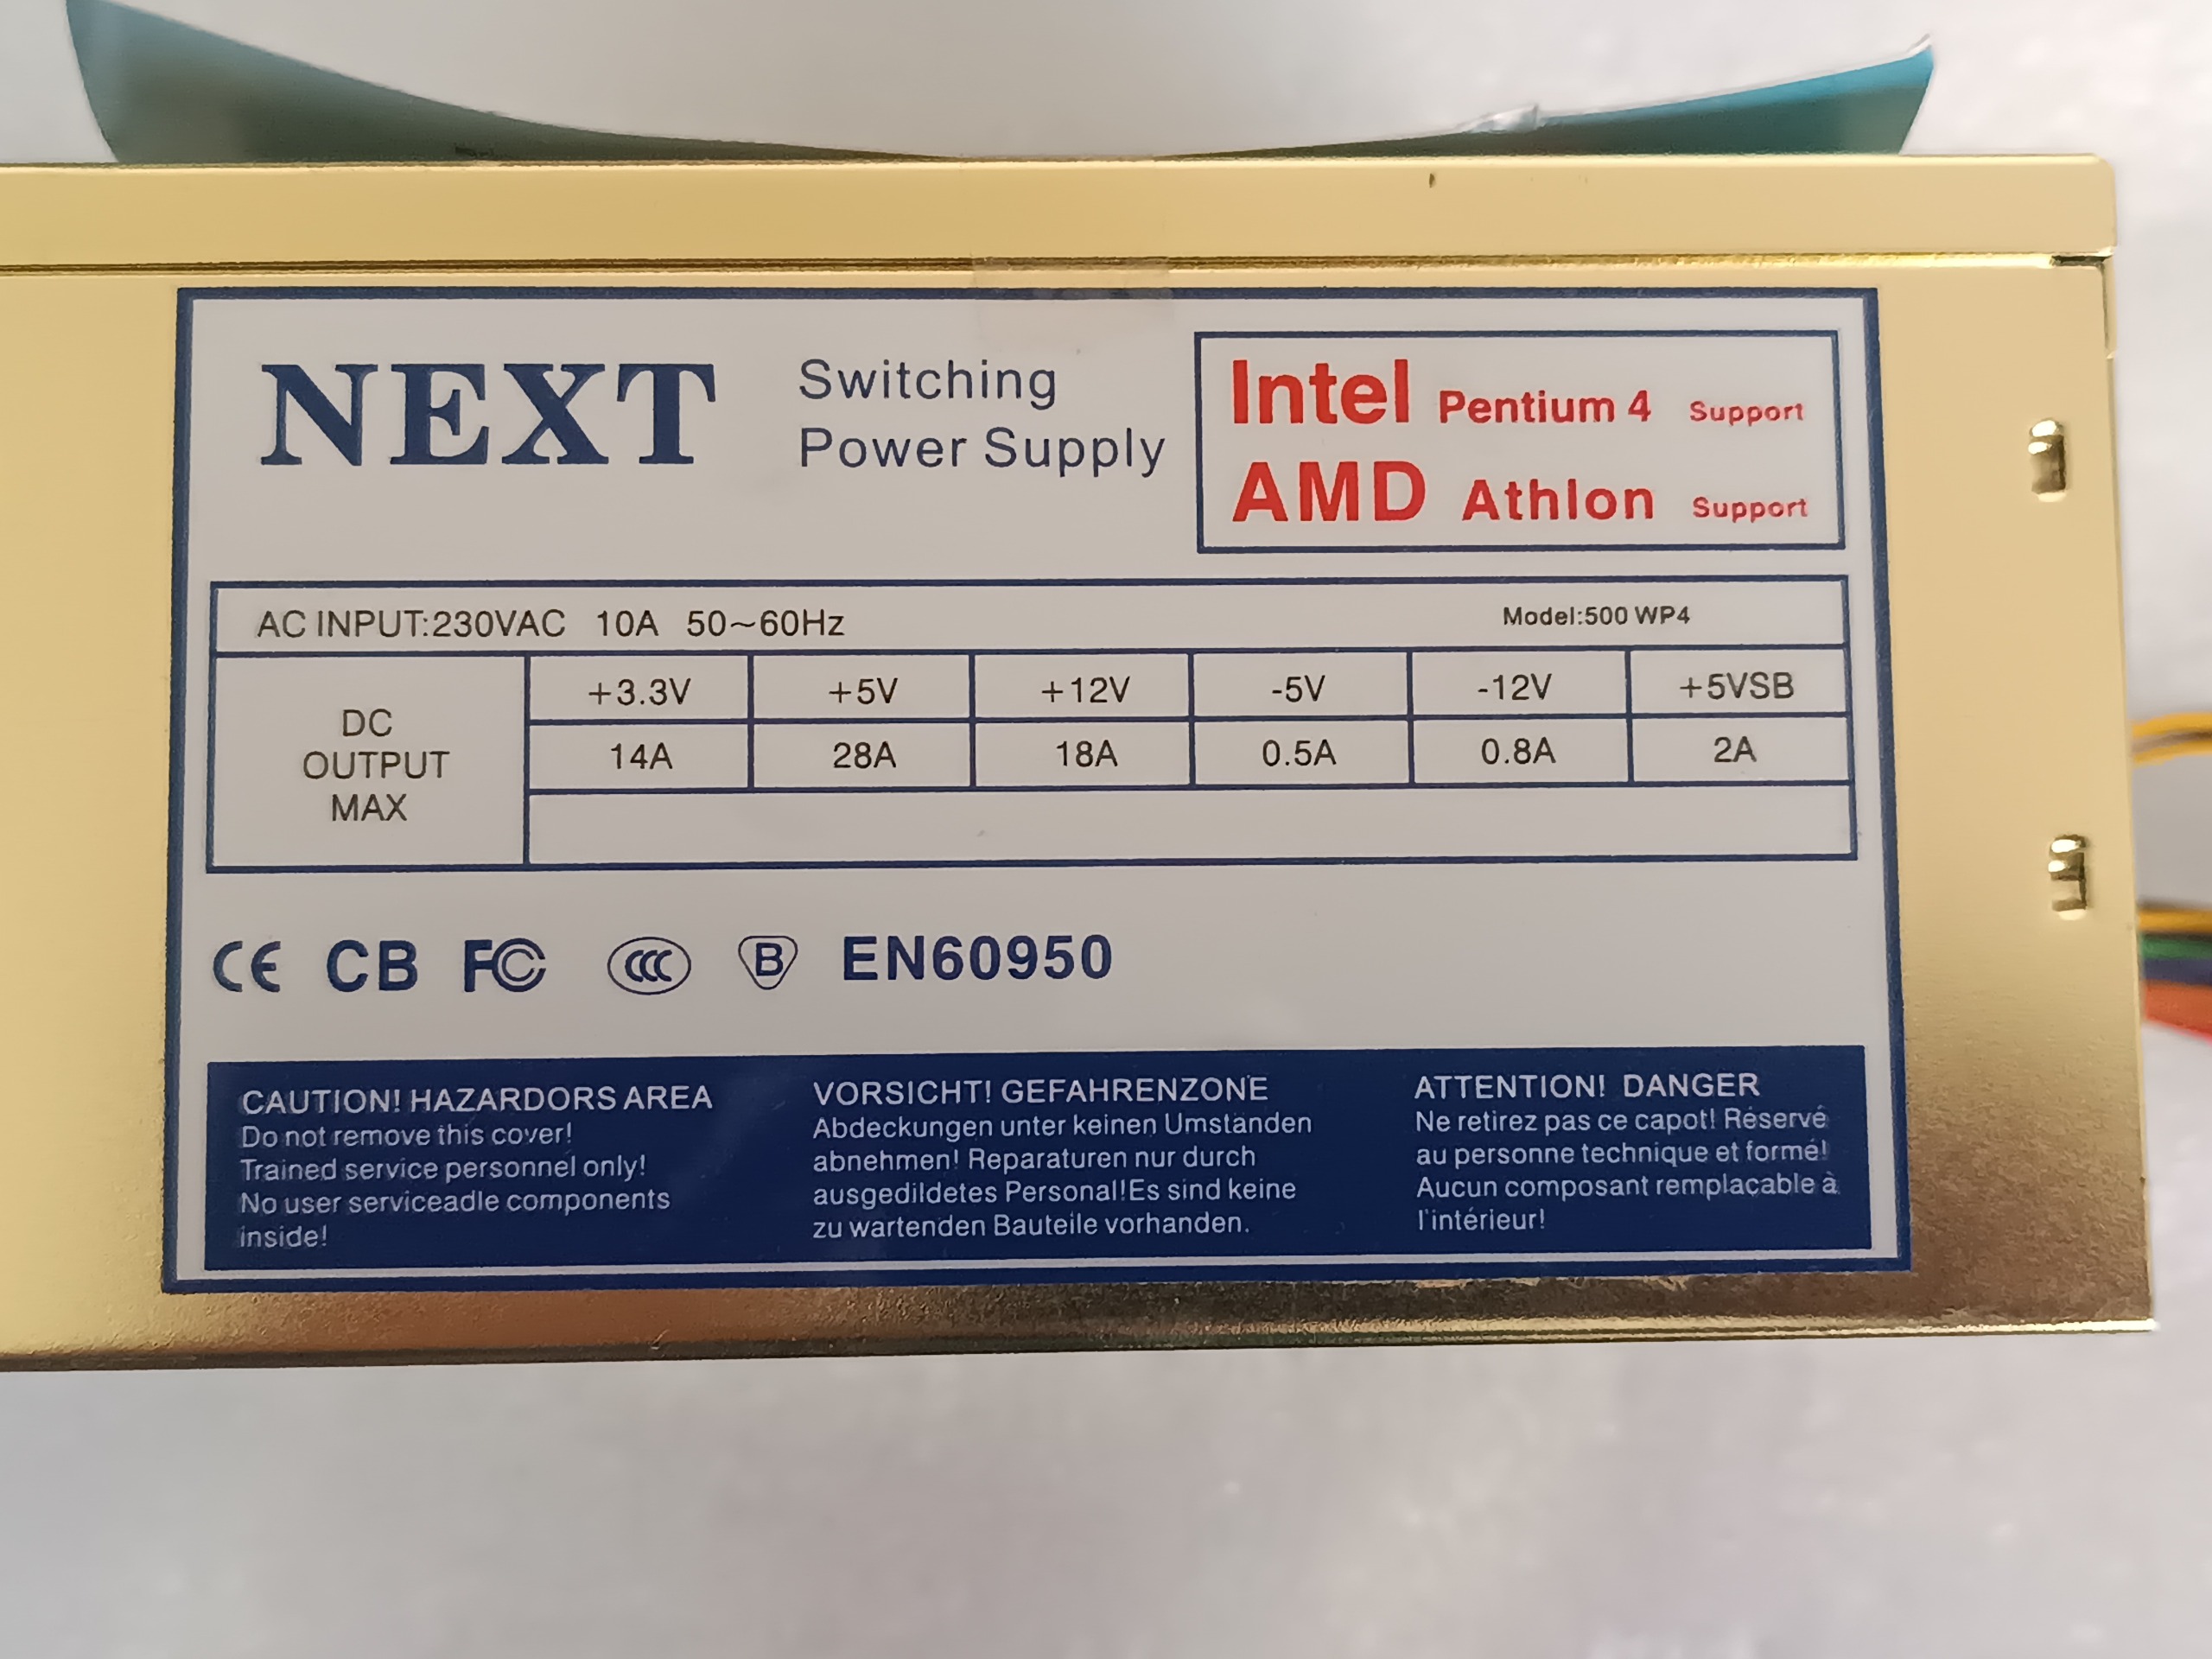 NEXT
Switching
Power Supply
Intel Pentium 4 Support
AMD Athlon Support
AC INPUT:230VAC 10A 50~60Hz
Model:500 WP4
DC
OUTPUT
MAX
+3.3V +5V +12V -5V -12V +5VSB
14A 28A 18A 0.5A 0.8A 2A
CE CB FC CCC B EN60950
CAUTION! HAZARDORS AREA
Do not remove this cover!
Trained service personnel only!
No user serviceadle components
inside!
VORSICHT! GEFAHRENZONE
Abdeckungen unter keinen Umständen
abnehmen! Reparaturen nur durch
ausgedildetes Personal!Es sind keine
zu wartenden Bauteile vorhanden.
ATTENTION! DANGER
Ne retirez pas ce capot! Réservé
au personne technique et formé!
Aucun composant remplaçable à
l'intérieur!